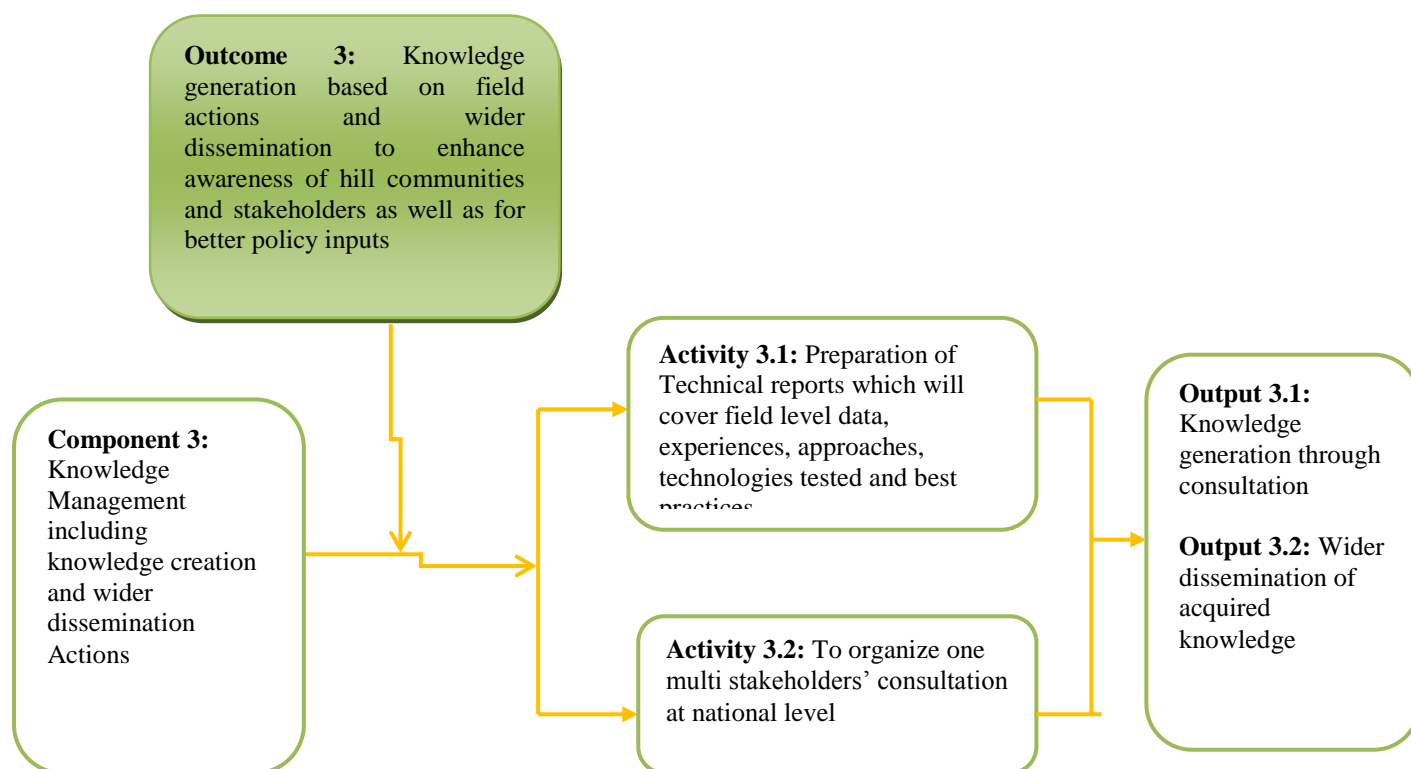 Outcome 3: Knowledge
generation based on field
actions and wider
dissemination to enhance
awareness of hill communities
and stakeholders as well as for
better policy inputs
Component 3:
Knowledge
Management
including
knowledge creation
and wider
dissemination
Actions
Activity 3.1: Preparation of
Technical reports which will
cover field level data,
experiences, approaches,
technologies tested and best
practices
Activity 3.2: To organize one
multi stakeholders’ consultation
at national level
Output 3.1:
Knowledge
generation through
consultation
Output 3.2: Wider
dissemination of
acquired
knowledge